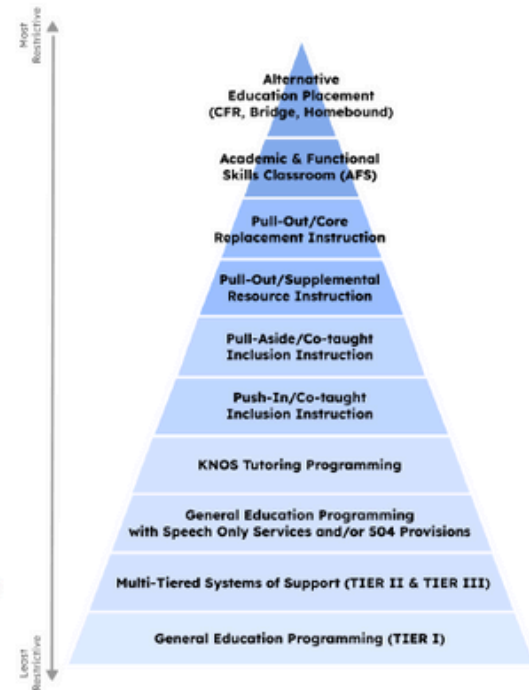 Most
Restrictive
Alternative
Education Placement
(CFR, Bridge, Homebound)
Academic & Functional
Skills Classroom (AFS)
Pull-Out/Core
Replacement Instruction
Pull-Out/Supplemental
Resource Instruction
Pull-Aside/Co-taught
Inclusion Instruction
Push-In/Co-taught
Inclusion Instruction
KNOS Tutoring Programming
General Education Programming
with Speech Only Services and/or 504 Provisions
Multi-Tiered Systems of Support (TIER II & TIER III)
General Education Programming (TIER I)
Least
Restrictive